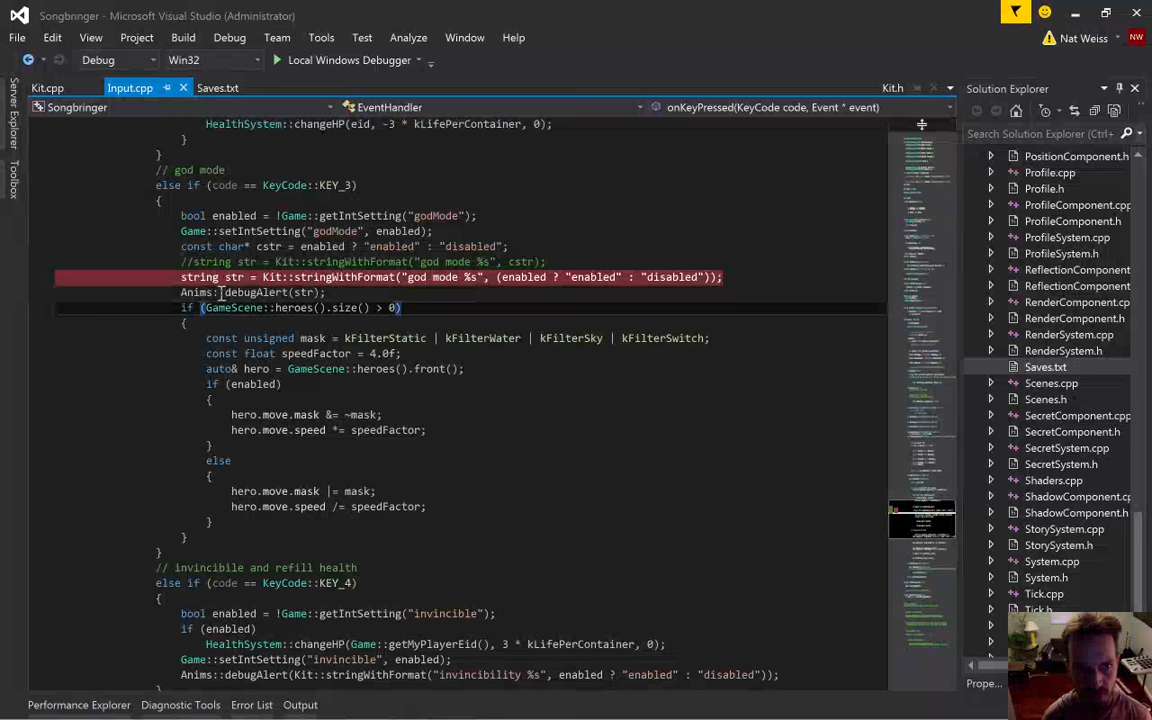 Songbringer - Microsoft Visual Studio (Administrator)
File Edit View Project Build Debug Team Tools Test Analyze Window Help
Nat Weiss NW
Debug Win32 Local Windows Debugger
Kit.cpp Input.cpp Saves.txt Kit.h
Songbringer EventHandler onKeyPressed(KeyCode code, Event * event)
HealthSystem::changeHP(eid, -3 * kLifePerContainer, 0);
}
}
// god mode
else if (code == KeyCode::KEY_3)
{
bool enabled = !Game::getIntSetting("godMode");
Game::setIntSetting("godMode", enabled);
const char* cstr = enabled ? "enabled" : "disabled";
//string str = Kit::stringWithFormat("god mode %s", cstr);
string str = Kit::stringWithFormat("god mode %s", (enabled ? "enabled" : "disabled"));
Anims::debugAlert(str);
if (GameScene::heroes().size() > 0)
{
const unsigned mask = kFilterStatic | kFilterWater | kFilterSky | kFilterSwitch;
const float speedFactor = 4.0f;
auto& hero = GameScene::heroes().front();
if (enabled)
{
hero.move.mask &= ~mask;
hero.move.speed *= speedFactor;
}
else
{
hero.move.mask |= mask;
hero.move.speed /= speedFactor;
}
}
}
// invincible and refill health
else if (code == KeyCode::KEY_4)
{
bool enabled = !Game::getIntSetting("invincible");
if (enabled)
HealthSystem::changeHP(Game::getMyPlayerEid(), 3 * kLifePerContainer, 0);
Game::setIntSetting("invincible", enabled);
Anims::debugAlert(Kit::stringWithFormat("invincibility %s", enabled ? "enabled" : "disabled"));
}
Server Explorer
Toolbox
Solution Explorer
Search Solution Explorer
PositionComponent.h
Profile.cpp
Profile.h
ProfileComponent.cpp
ProfileComponent.h
ProfileSystem.cpp
ProfileSystem.h
ReflectionComponent.cpp
ReflectionComponent.h
RenderComponent.cpp
RenderComponent.h
RenderSystem.cpp
RenderSystem.h
Saves.txt
Scenes.cpp
Scenes.h
SecretComponent.cpp
SecretComponent.h
SecretSystem.cpp
SecretSystem.h
Shaders.cpp
ShadowComponent.cpp
ShadowComponent.h
StorySystem.cpp
StorySystem.h
System.cpp
System.h
Tick.cpp
Tick.h
Prope...
Performance Explorer Diagnostic Tools Error List Output